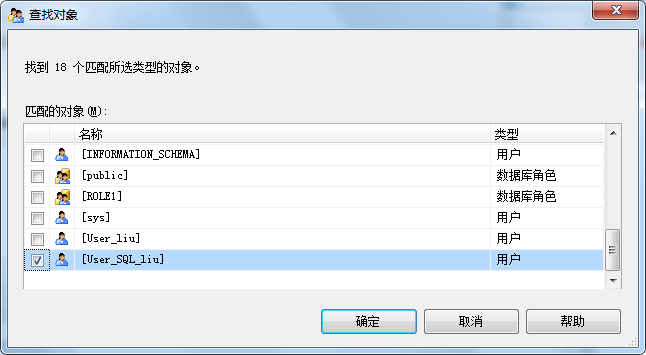 查找对象
找到 18 个匹配所选类型的对象。
匹配的对象(M):
名称 类型
[INFORMATION_SCHEMA] 用户
[public] 数据库角色
[ROLE1] 数据库角色
[sys] 用户
[User_liu] 用户
[User_SQL_liu] 用户
确定 取消 帮助